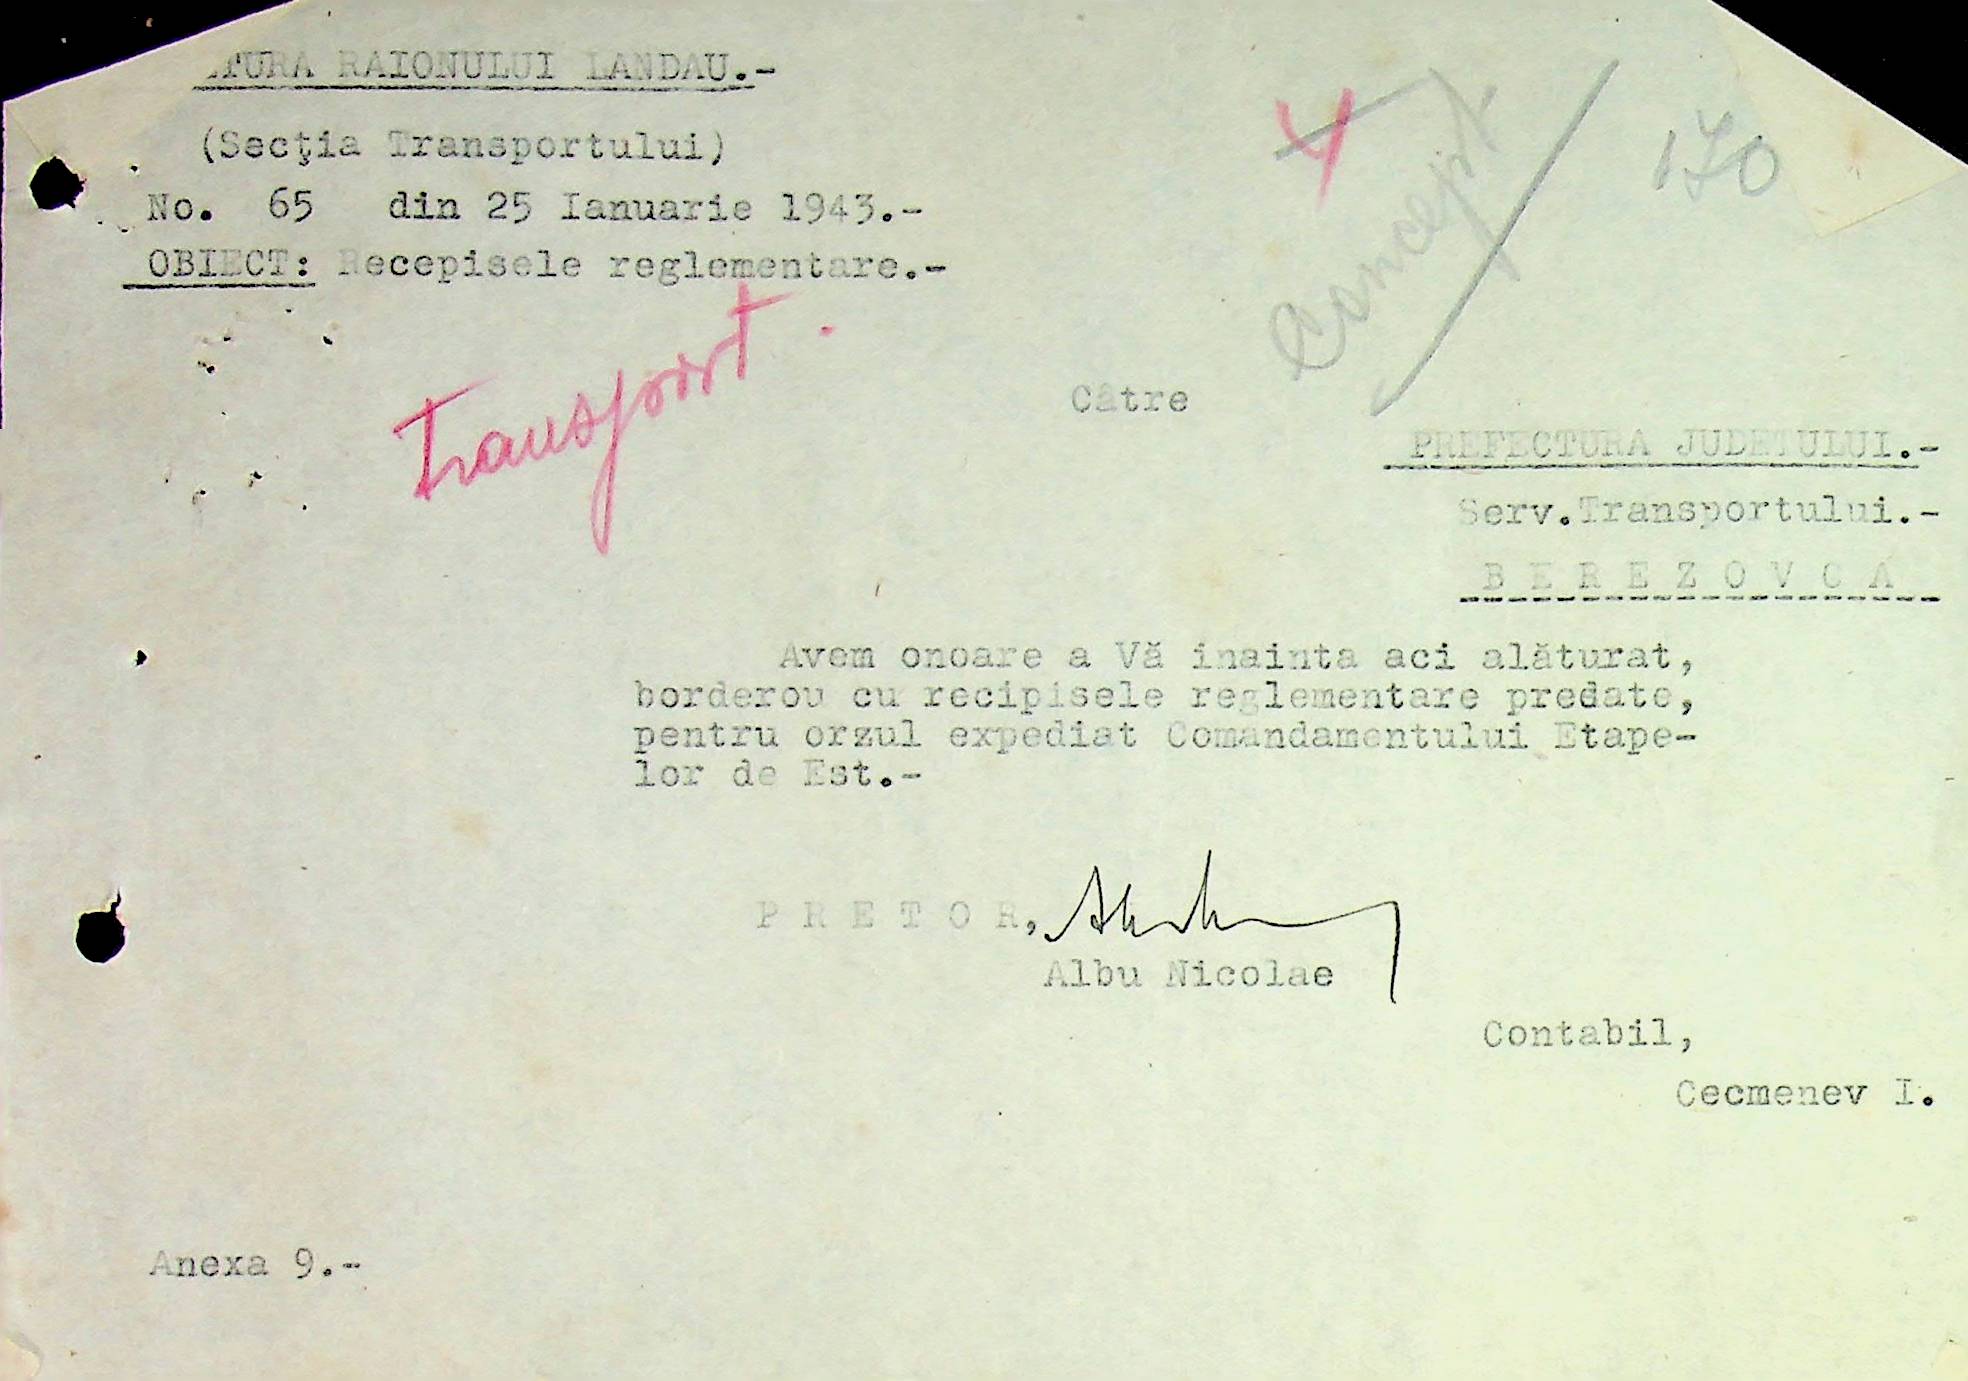 TURA RAIONULUI LANDAU.-
(Secţia Transportului)
No. 65 din 25 Ianuarie 1943.-
OBIECT: Recepisele reglementare.-
4
Concept
170
Transport.
Câtre
PREFECTURA JUDETULUI.-
Serv.Transportului.-
B E R E Z O V C A
Avem onoare a Vă inainta aci alăturat,
borderou cu recipisele reglementare predate,
pentru orzul expediat Comandamentului Etape-
lor de Est.-
P R E T O R,
Albu Nicolae
Contabil,
Cecmenev I.
Anexa 9.-